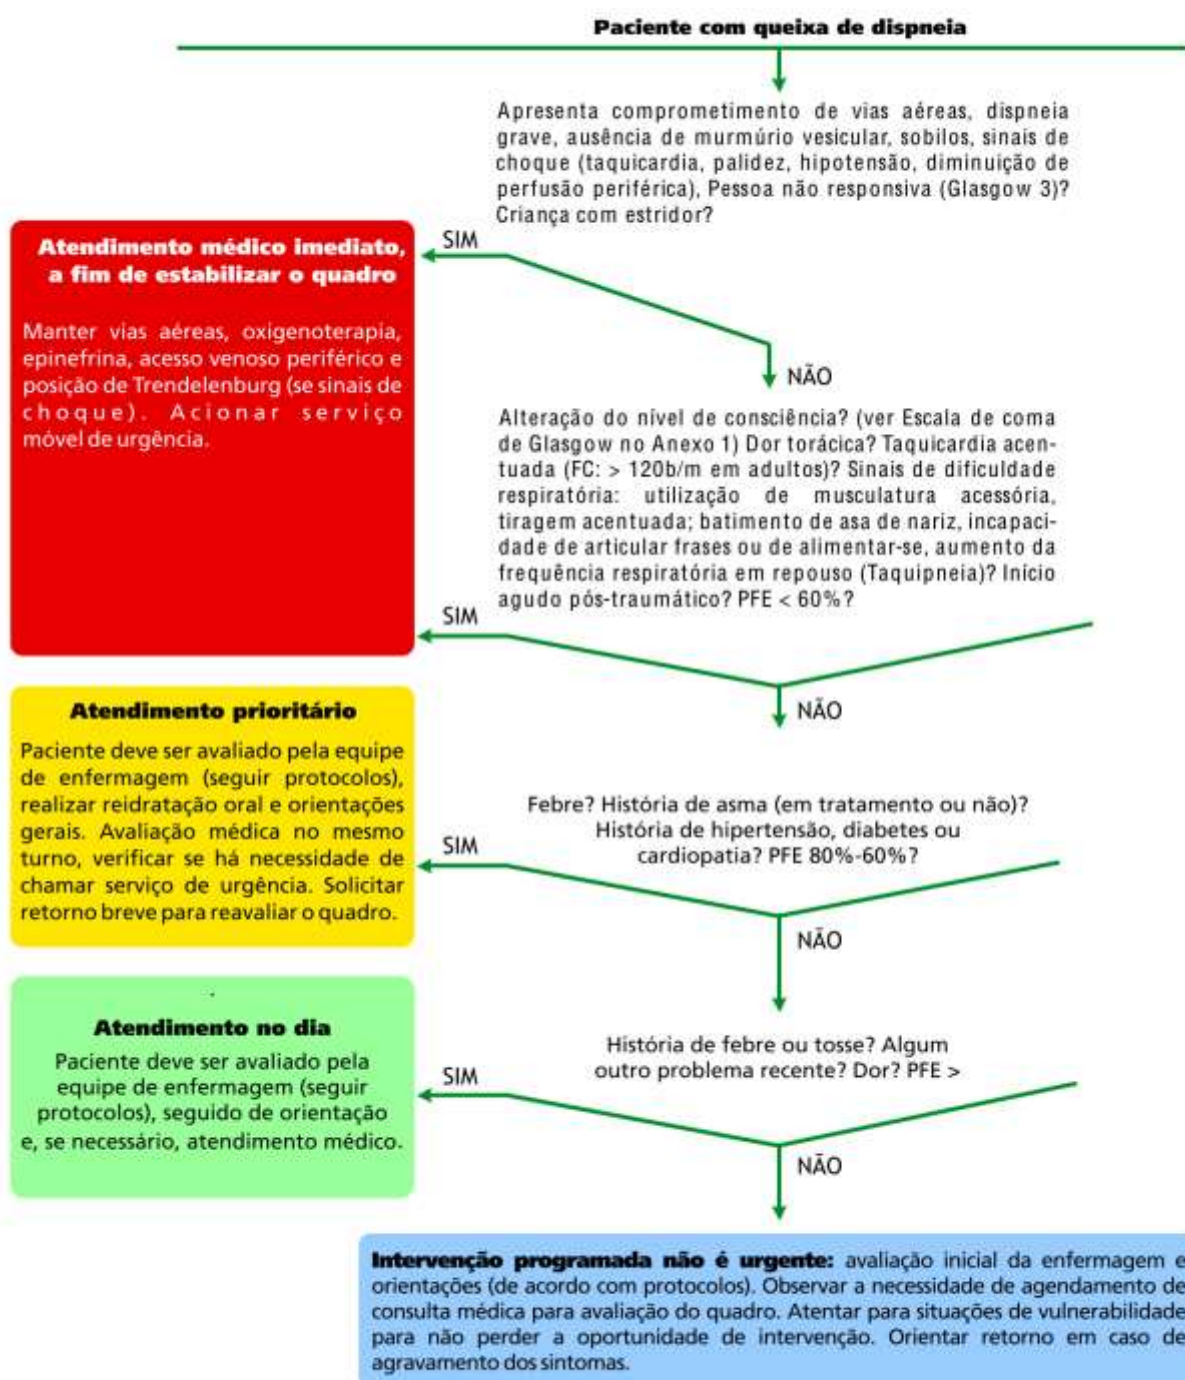 Paciente com queixa de dispneia
Apresenta comprometimento de vias aéreas, dispneia
grave, ausência de murmúrio vesicular, sobilos, sinais de
choque (taquicardia, palidez, hipotensão, diminuição de
perfusão periférica), Pessoa não responsiva (Glasgow 3)?
Criança com estridor?
SIM
Atendimento médico imediato,
a fim de estabilizar o quadro
Manter vias aéreas, oxigenoterapia,
epinefrina, acesso venoso periférico e
posição de Trendelenburg (se sinais de
choque). Acionar serviço
móvel de urgência.
NÃO
Alteração do nível de consciência? (ver Escala de coma
de Glasgow no Anexo 1) Dor torácica? Taquicardia acen-
tuada (FC: > 120b/m em adultos)? Sinais de dificuldade
respiratória: utilização de musculatura acessória,
tiragem acentuada; batimento de asa de nariz, incapaci-
dade de articular frases ou de alimentar-se, aumento da
frequência respiratória em repouso (Taquipneia)? Início
agudo pós-traumático? PFE < 60%?
SIM
NÃO
Atendimento prioritário
Paciente deve ser avaliado pela equipe
de enfermagem (seguir protocolos),
realizar reidratação oral e orientações
gerais. Avaliação médica no mesmo
turno, verificar se há necessidade de
chamar serviço de urgência. Solicitar
retorno breve para reavaliar o quadro.
Febre? História de asma (em tratamento ou não)?
História de hipertensão, diabetes ou
cardiopatia? PFE 80%-60%?
SIM
NÃO
Atendimento no dia
Paciente deve ser avaliado pela
equipe de enfermagem (seguir
protocolos), seguido de orientação
e, se necessário, atendimento médico.
História de febre ou tosse? Algum
outro problema recente? Dor? PFE >
SIM
NÃO
Intervenção programada não é urgente: avaliação inicial da enfermagem e
orientações (de acordo com protocolos). Observar a necessidade de agendamento de
consulta médica para avaliação do quadro. Atentar para situações de vulnerabilidade
para não perder a oportunidade de intervenção. Orientar retorno em caso de
agravamento dos sintomas.